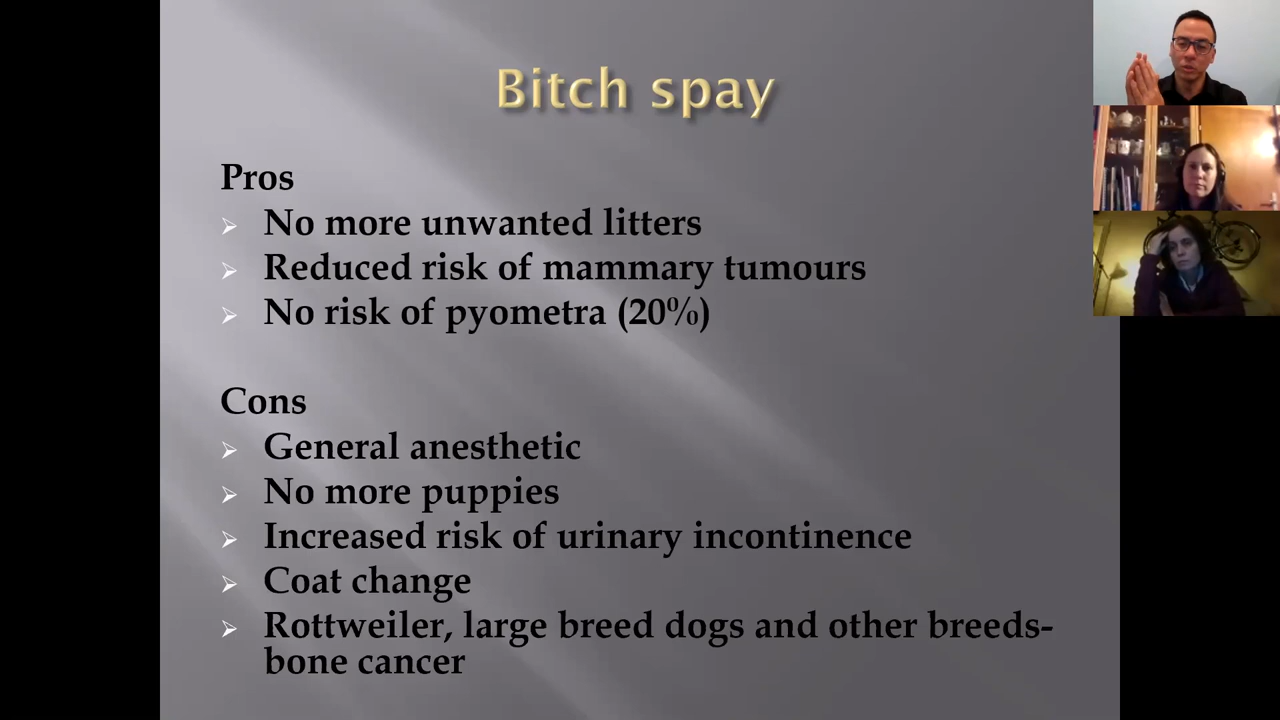 Bitch spay
Pros
No more unwanted litters
Reduced risk of mammary tumours
No risk of pyometra (20%)
Cons
General anesthetic
No more puppies
Increased risk of urinary incontinence
Coat change
Rottweiler, large breed dogs and other breeds-
bone cancer